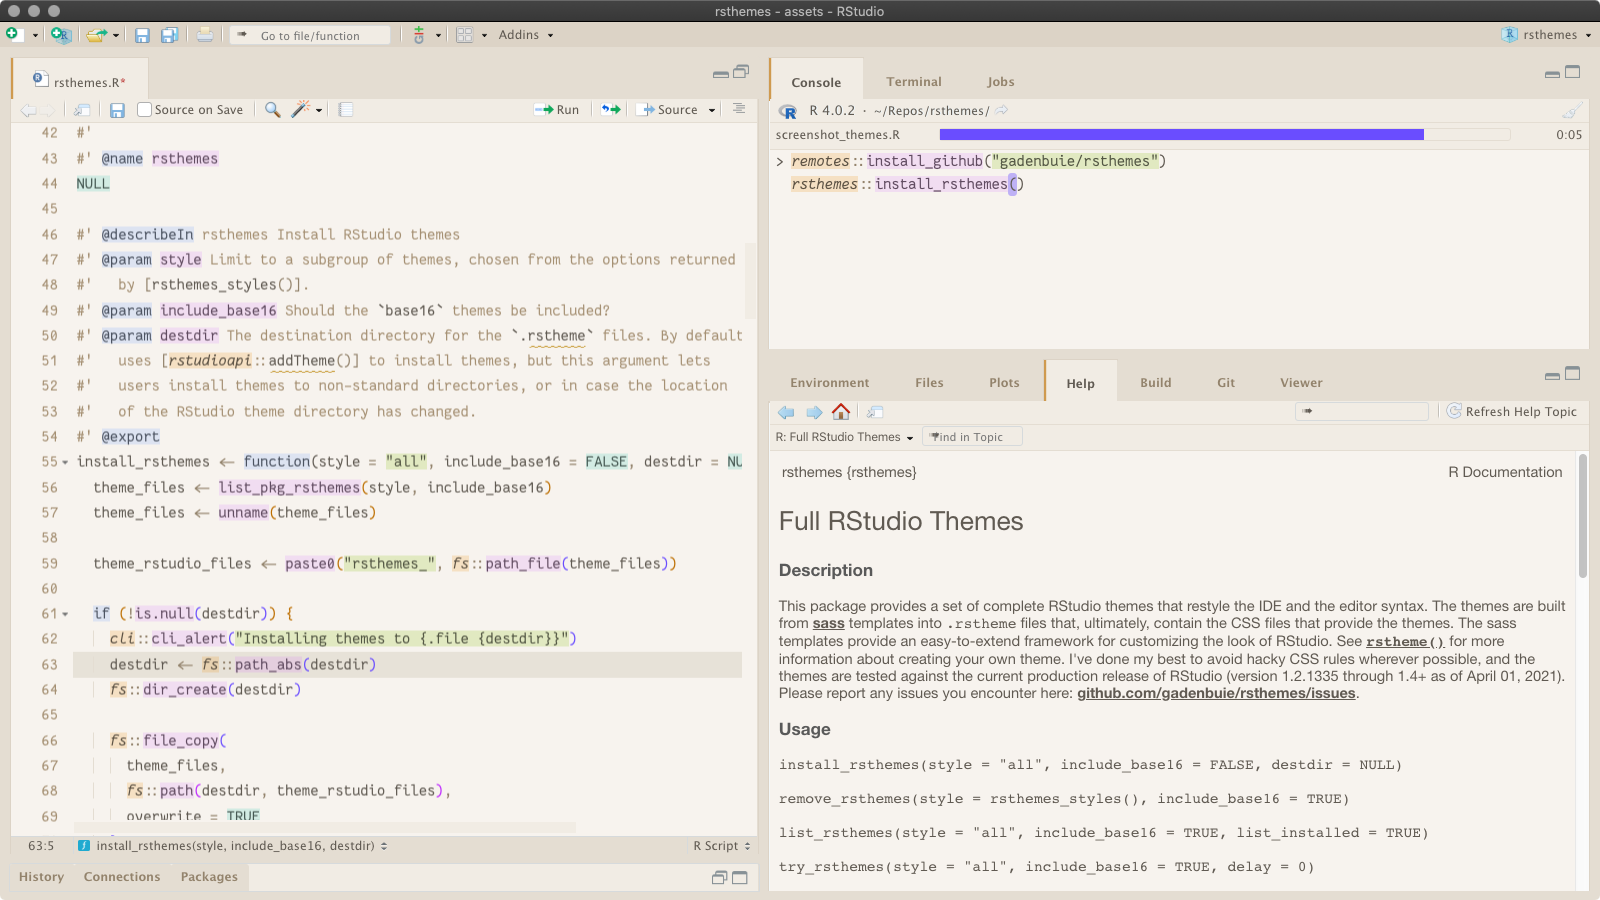 rsthemes - assets - RStudio
Go to file/function
Addins
rsthemes
rsthemes.R*
Source on Save
Run
Source
42 #'
43 #' @name rsthemes
44 NULL
45
46 #' @describeIn rsthemes Install RStudio themes
47 #' @param style Limit to a subgroup of themes, chosen from the options returned
48 #'   by [rsthemes_styles()].
49 #' @param include_base16 Should the `base16` themes be included?
50 #' @param destdir The destination directory for the `.rstheme` files. By default
51 #'   uses [rstudioapi::addTheme()] to install themes, but this argument lets
52 #'   users install themes to non-standard directories, or in case the location
53 #'   of the RStudio theme directory has changed.
54 #' @export
55 install_rsthemes <- function(style = "all", include_base16 = FALSE, destdir = NU
56   theme_files <- list_pkg_rsthemes(style, include_base16)
57   theme_files <- unname(theme_files)
58
59   theme_rstudio_files <- paste0("rsthemes_", fs::path_file(theme_files))
60
61   if (!is.null(destdir)) {
62     cli::cli_alert("Installing themes to {.file {destdir}}")
63     destdir <- fs::path_abs(destdir)
64     fs::dir_create(destdir)
65
66     fs::file_copy(
67       theme_files,
68       fs::path(destdir, theme_rstudio_files),
69       overwrite = TRUE
63:5 install_rsthemes(style, include_base16, destdir) R Script
History Connections Packages
Console Terminal Jobs
R 4.0.2 · ~/Repos/rsthemes/
screenshot_themes.R 0:05
> remotes::install_github("gadenbuie/rsthemes")
rsthemes::install_rsthemes()
Environment Files Plots Help Build Git Viewer
Refresh Help Topic
R: Full RStudio Themes Find in Topic
rsthemes {rsthemes} R Documentation
Full RStudio Themes
Description
This package provides a set of complete RStudio themes that restyle the IDE and the editor syntax. The themes are built
from sass templates into .rstheme files that, ultimately, contain the CSS files that provide the themes. The sass
templates provide an easy-to-extend framework for customizing the look of RStudio. See rstheme() for more
information about creating your own theme. I've done my best to avoid hacky CSS rules wherever possible, and the
themes are tested against the current production release of RStudio (version 1.2.1335 through 1.4+ as of April 01, 2021).
Please report any issues you encounter here: github.com/gadenbuie/rsthemes/issues.
Usage
install_rsthemes(style = "all", include_base16 = FALSE, destdir = NULL)
remove_rsthemes(style = rsthemes_styles(), include_base16 = TRUE)
list_rsthemes(style = "all", include_base16 = TRUE, list_installed = TRUE)
try_rsthemes(style = "all", include_base16 = TRUE, delay = 0)